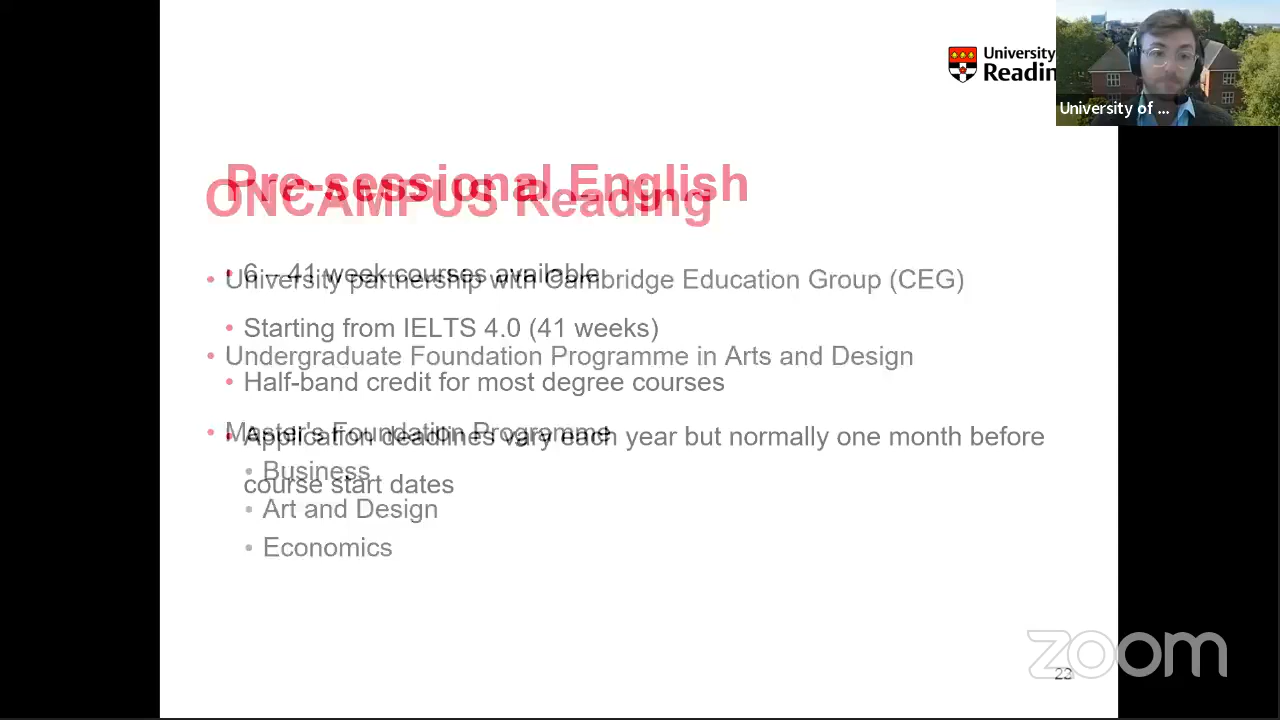 University
Readin
University of ...
Pre-sessional English
ONCAMPUS Reading
• 6 – 41 week courses available
• University partnership with Cambridge Education Group (CEG)
• Starting from IELTS 4.0 (41 weeks)
• Undergraduate Foundation Programme in Arts and Design
• Half-band credit for most degree courses
• Master's Foundation Programme
• Application deadlines vary each year but normally one month before
• Business
course start dates
• Art and Design
• Economics
zoom